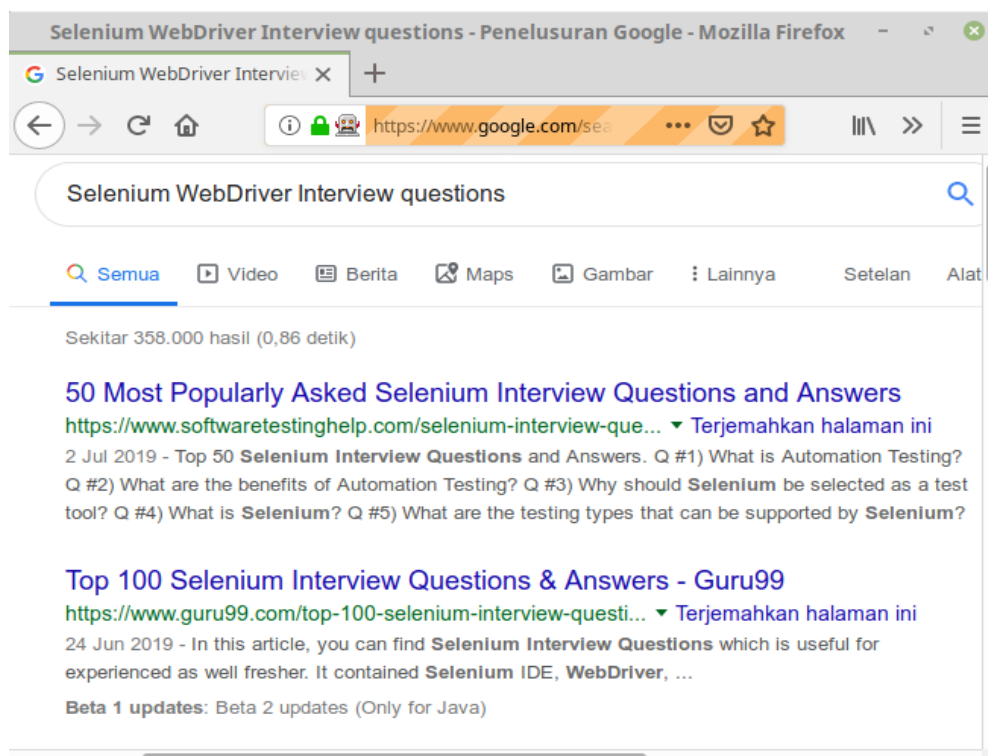 Selenium WebDriver Interview questions - Penelusuran Google - Mozilla Firefox
Selenium WebDriver Interview
https://www.google.com/sea
Selenium WebDriver Interview questions
Semua Video Berita Maps Gambar Lainnya Setelan Alat
Sekitar 358.000 hasil (0,86 detik)
50 Most Popularly Asked Selenium Interview Questions and Answers
https://www.softwaretestinghelp.com/selenium-interview-que... Terjemahkan halaman ini
2 Jul 2019 - Top 50 Selenium Interview Questions and Answers. Q #1) What is Automation Testing?
Q #2) What are the benefits of Automation Testing? Q #3) Why should Selenium be selected as a test
tool? Q #4) What is Selenium? Q #5) What are the testing types that can be supported by Selenium?
Top 100 Selenium Interview Questions & Answers - Guru99
https://www.guru99.com/top-100-selenium-interview-questi... Terjemahkan halaman ini
24 Jun 2019 - In this article, you can find Selenium Interview Questions which is useful for
experienced as well fresher. It contained Selenium IDE, WebDriver, ...
Beta 1 updates: Beta 2 updates (Only for Java)